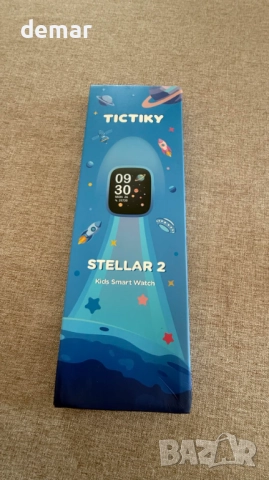 demar
TICTIKY
09
30
STELLAR 2
Kids Smart Watch
bazar